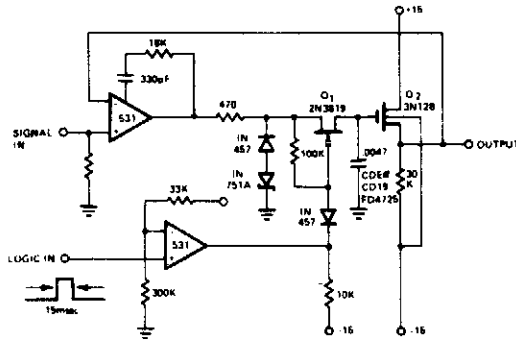 +15
18K
330pF
531
-
+
470
Q1
2N3819
Q2
3N128
SIGNAL
IN
IN
457
100K
.0047
CDE#
CD19
FD4725
OUTPUT
30
K
IN
751A
33K
IN
457
531
-
+
LOGIC IN
300K
10K
15msec
-15
-15